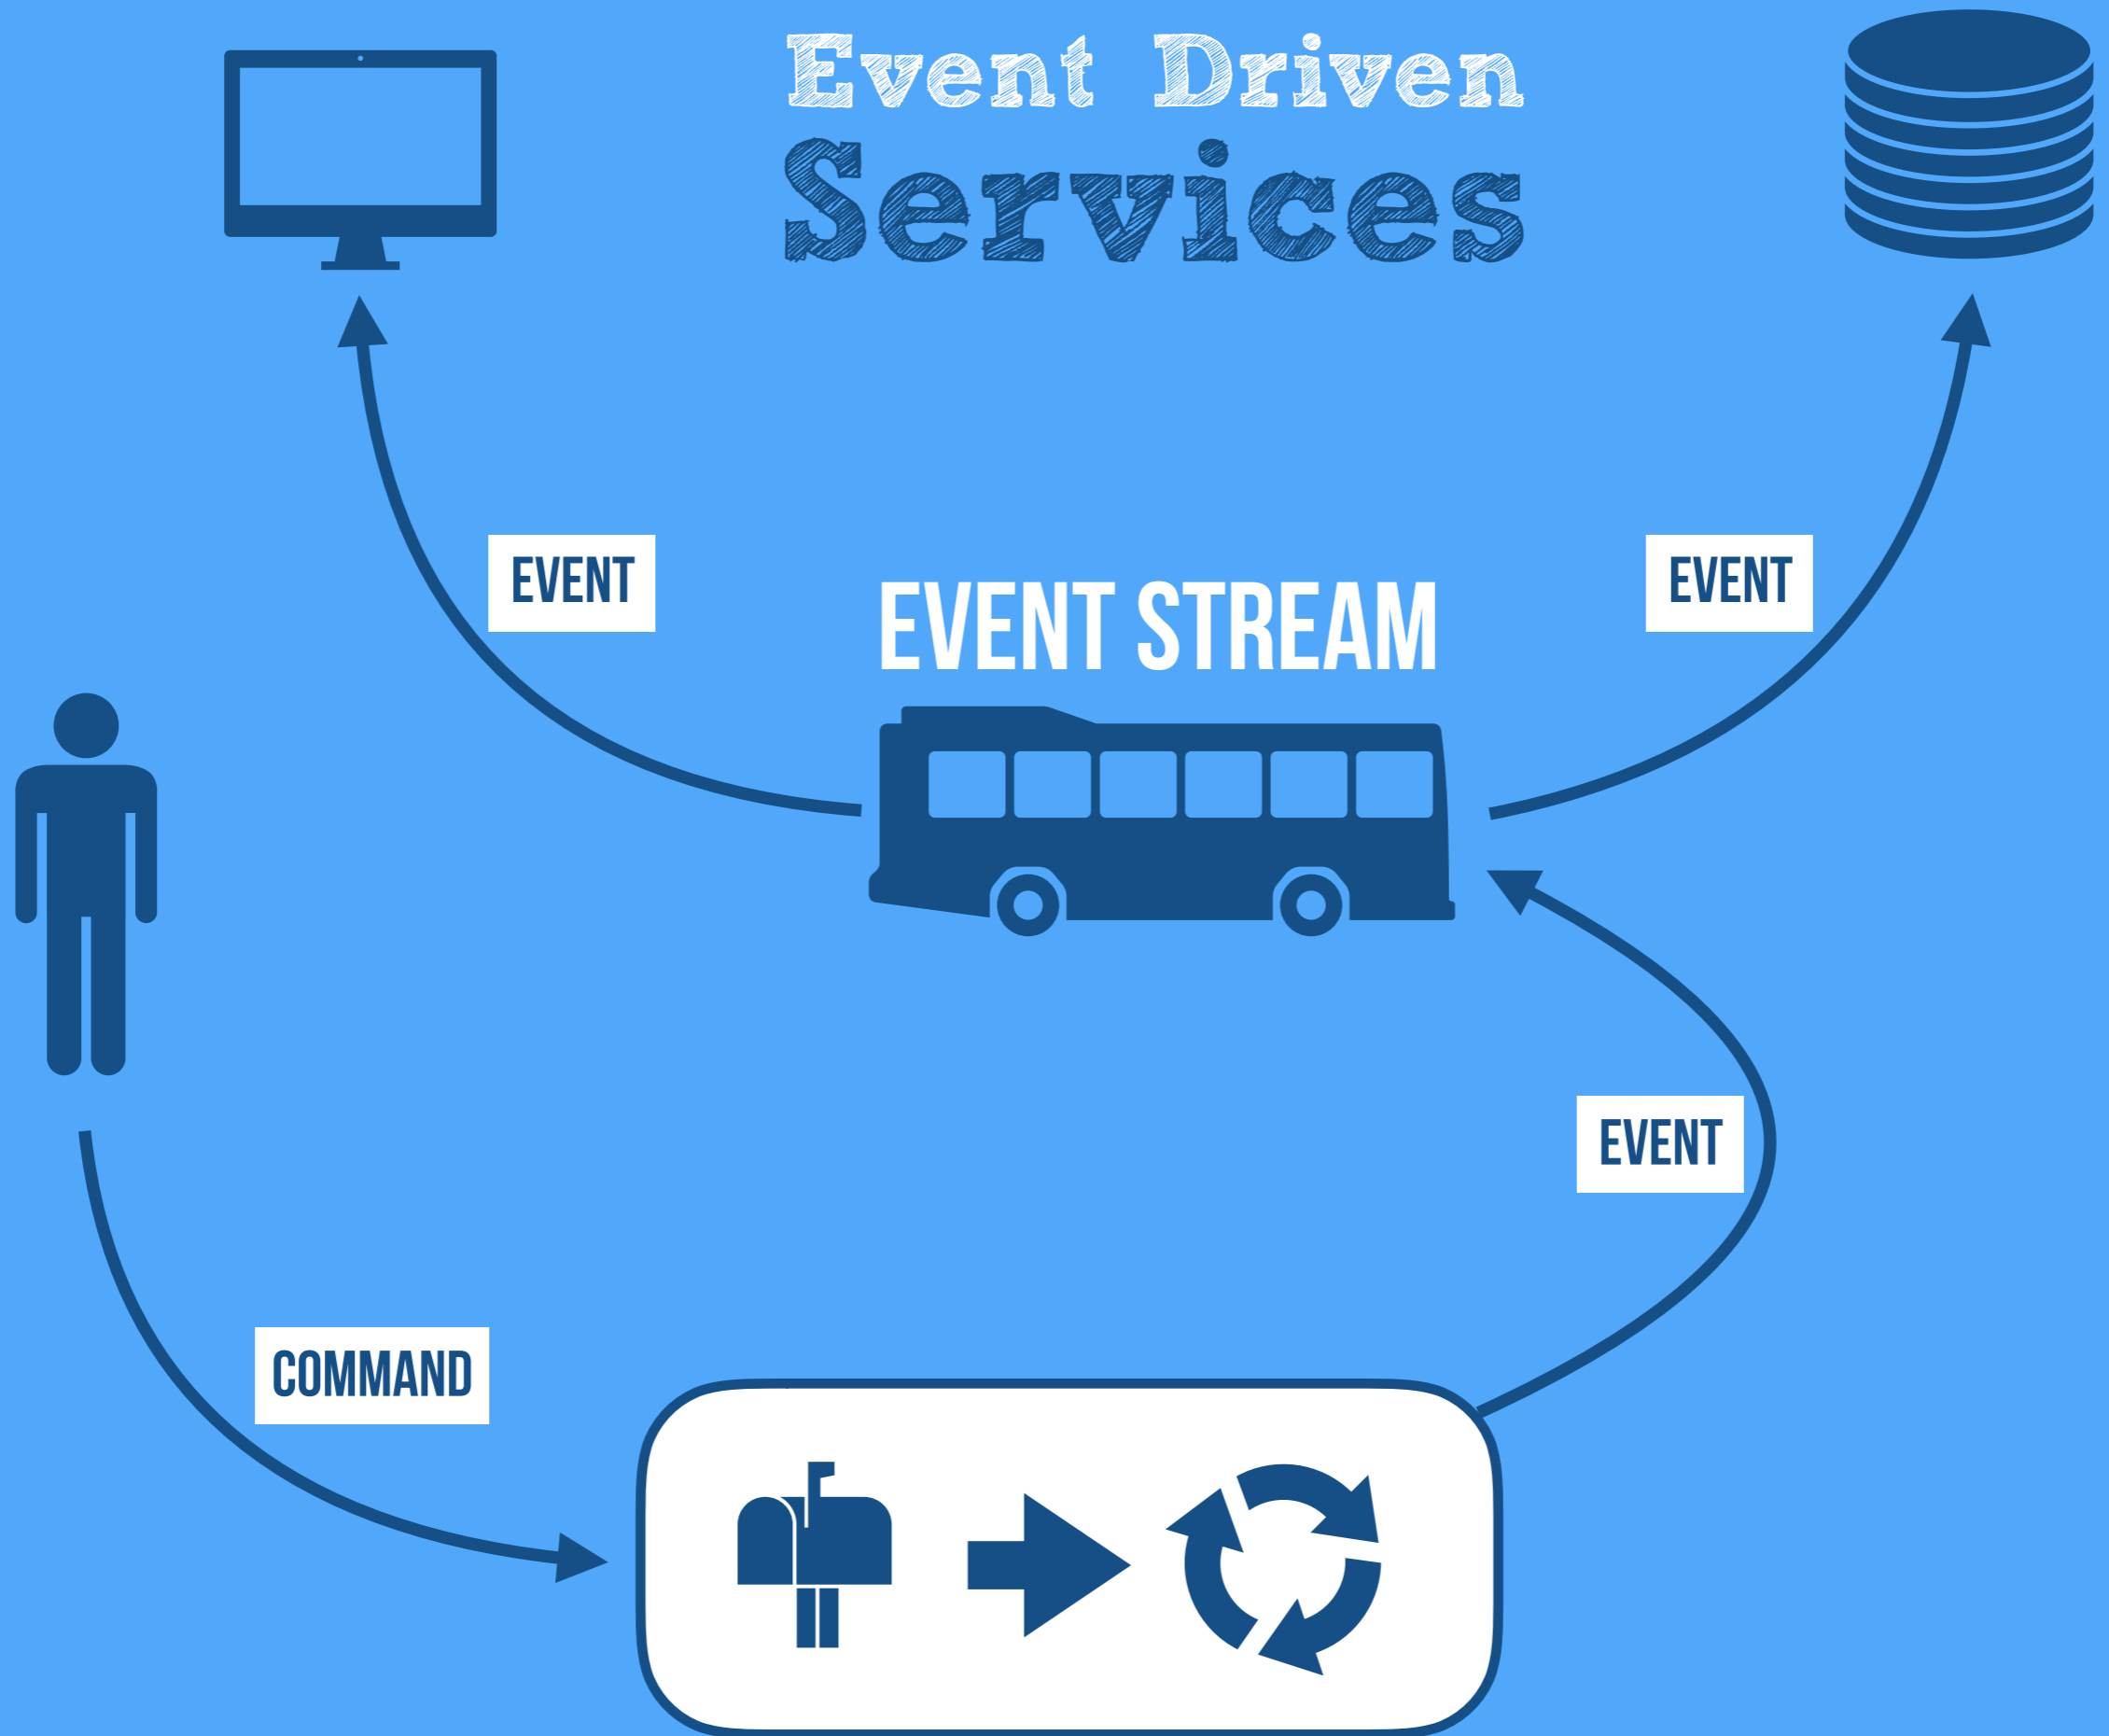 Event Driven
Services
EVENT
EVENT STREAM
EVENT
EVENT
COMMAND